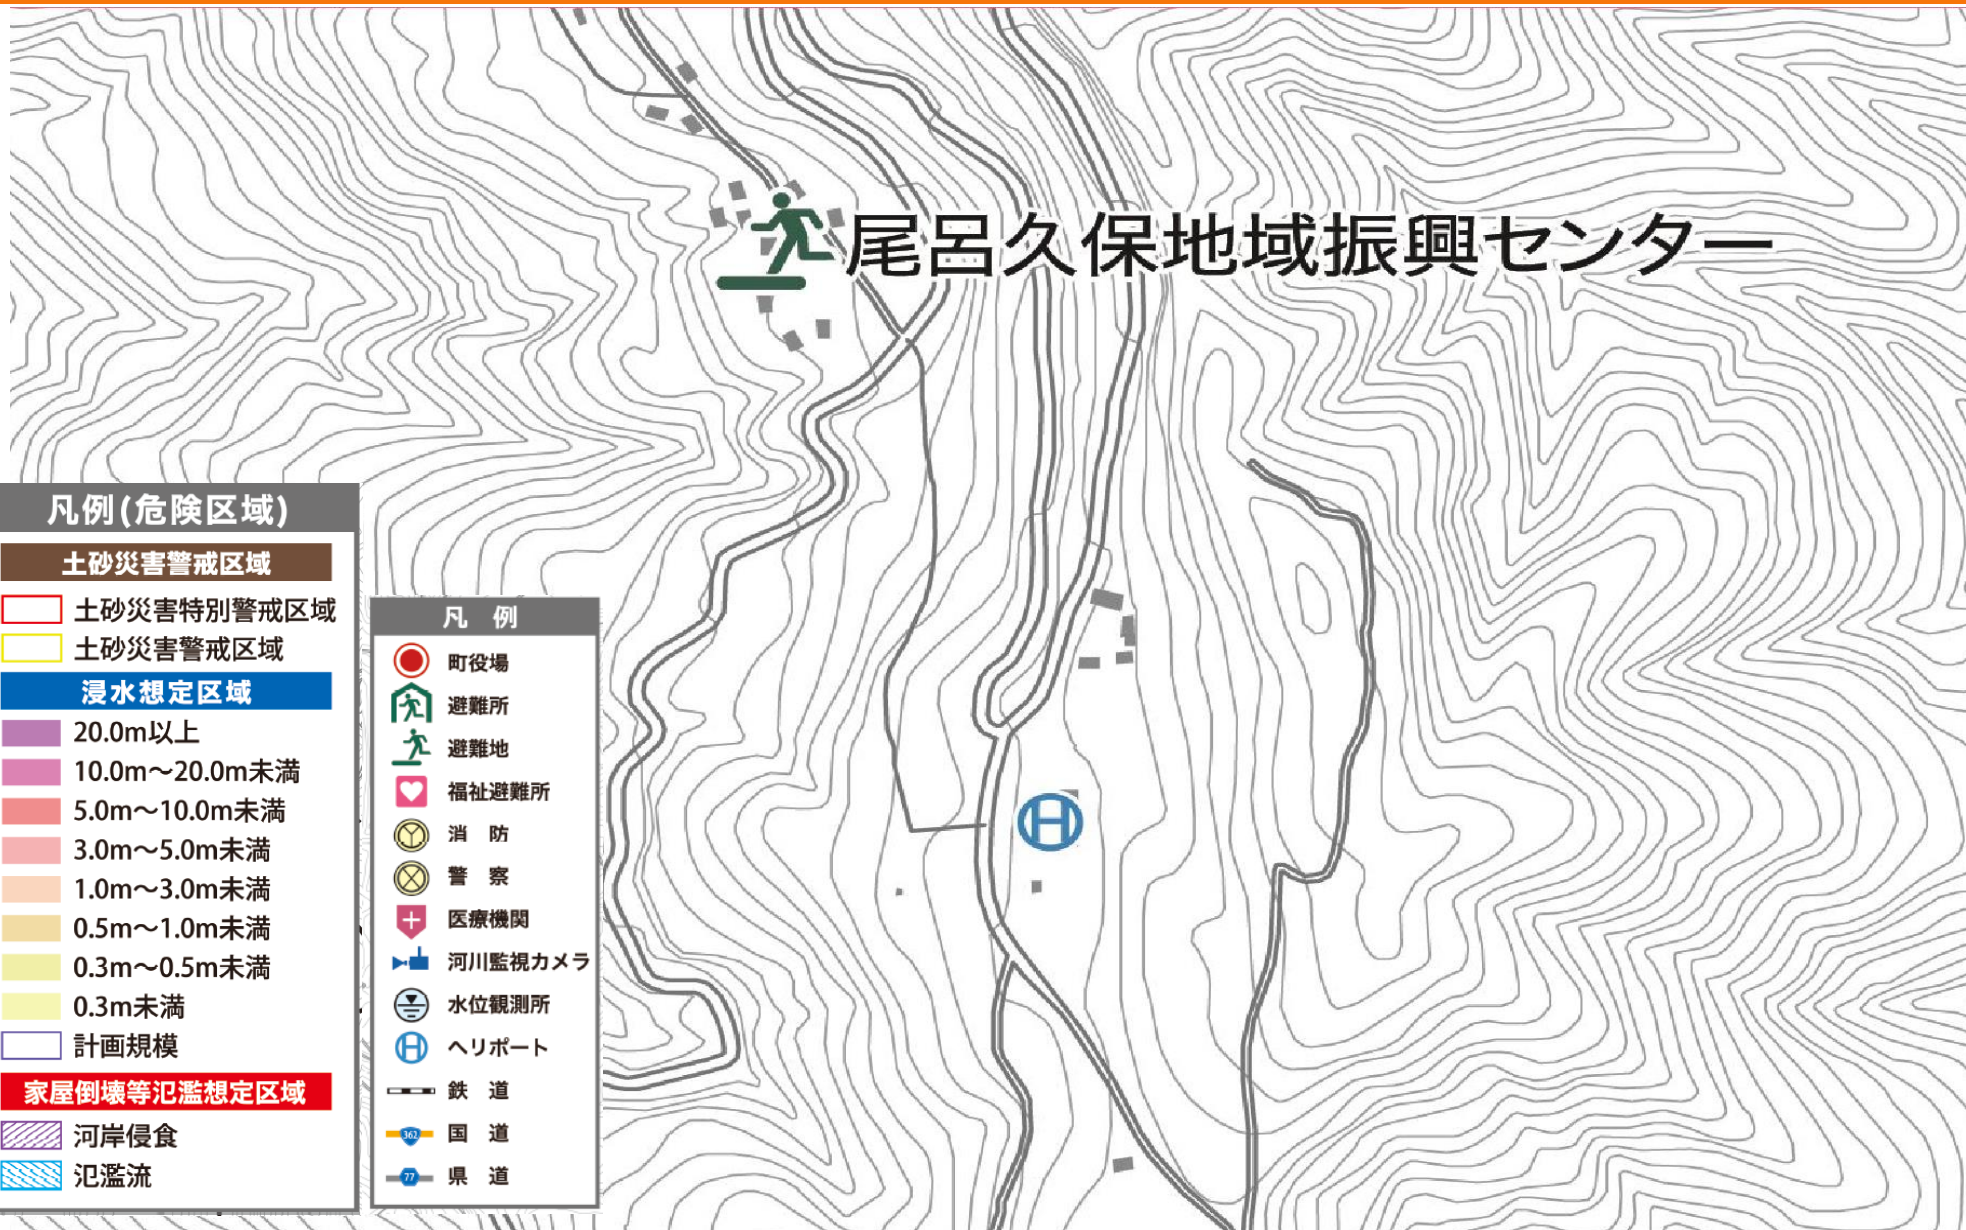 尾呂久保地域振興センター
凡例(危険区域)
土砂災害警戒区域
土砂災害特別警戒区域
土砂災害警戒区域
浸水想定区域
20.0m以上
10.0m～20.0m未満
5.0m～10.0m未満
3.0m～5.0m未満
1.0m～3.0m未満
0.5m～1.0m未満
0.3m～0.5m未満
0.3m未満
計画規模
家屋倒壊等氾濫想定区域
河岸侵食
氾濫流
凡 例
町役場
避難所
避難地
福祉避難所
消 防
警 察
医療機関
河川監視カメラ
水位観測所
ヘリポート
鉄 道
362 国 道
77 県 道